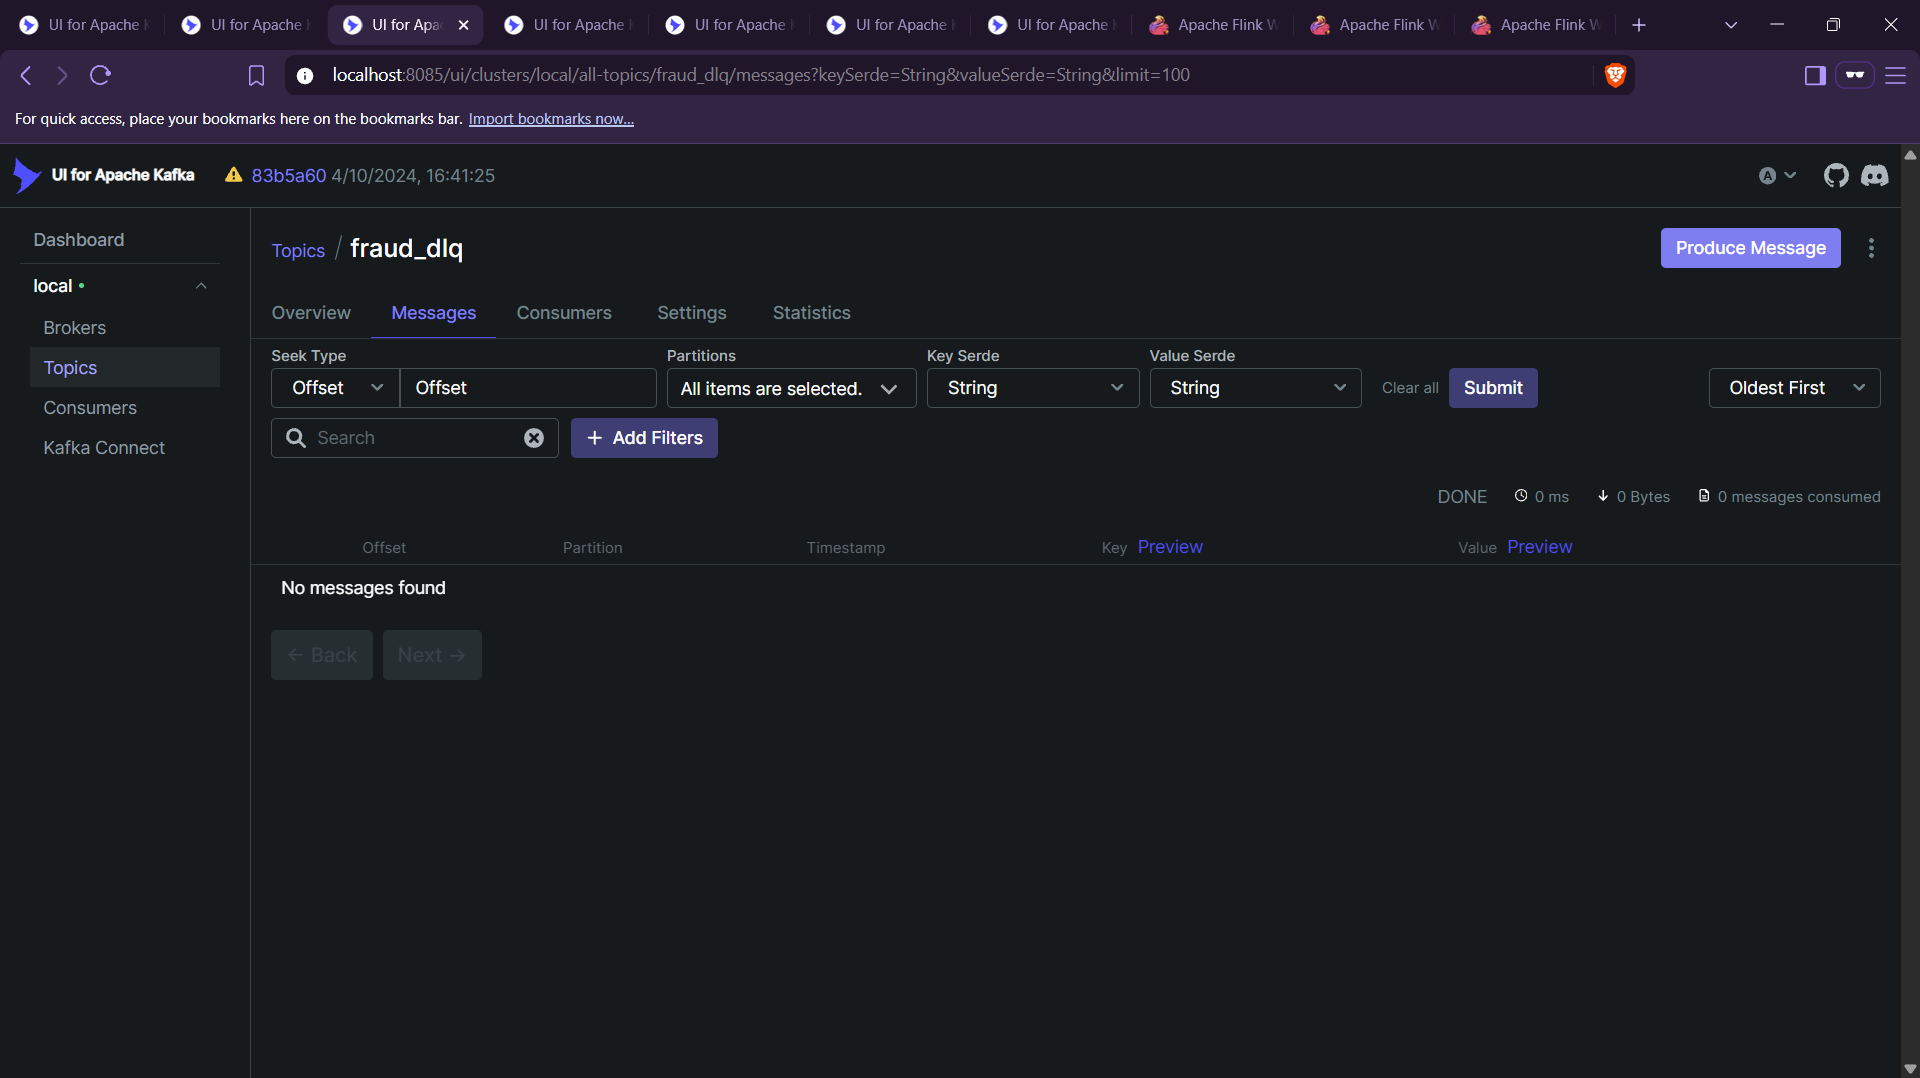 UI for Apache K
UI for Apache
UI for Apa
UI for Apache
UI for Apache
UI for Apache
UI for Apache
Apache Flink W
Apache Flink W
Apache Flink W
localhost:8085/ui/clusters/local/all-topics/fraud_dlq/messages?keySerde=String&valueSerde=String&limit=100
For quick access, place your bookmarks here on the bookmarks bar. Import bookmarks now...
UI for Apache Kafka 83b5a60 4/10/2024, 16:41:25
A
Dashboard
local
Brokers
Topics
Consumers
Kafka Connect
Topics / fraud_dlq
Produce Message
Overview Messages Consumers Settings Statistics
Seek Type Partitions Key Serde Value Serde
Offset Offset All items are selected. String String Clear all Submit Oldest First
Search + Add Filters
DONE 0 ms 0 Bytes 0 messages consumed
Offset Partition Timestamp Key Preview Value Preview
No messages found
← Back Next →